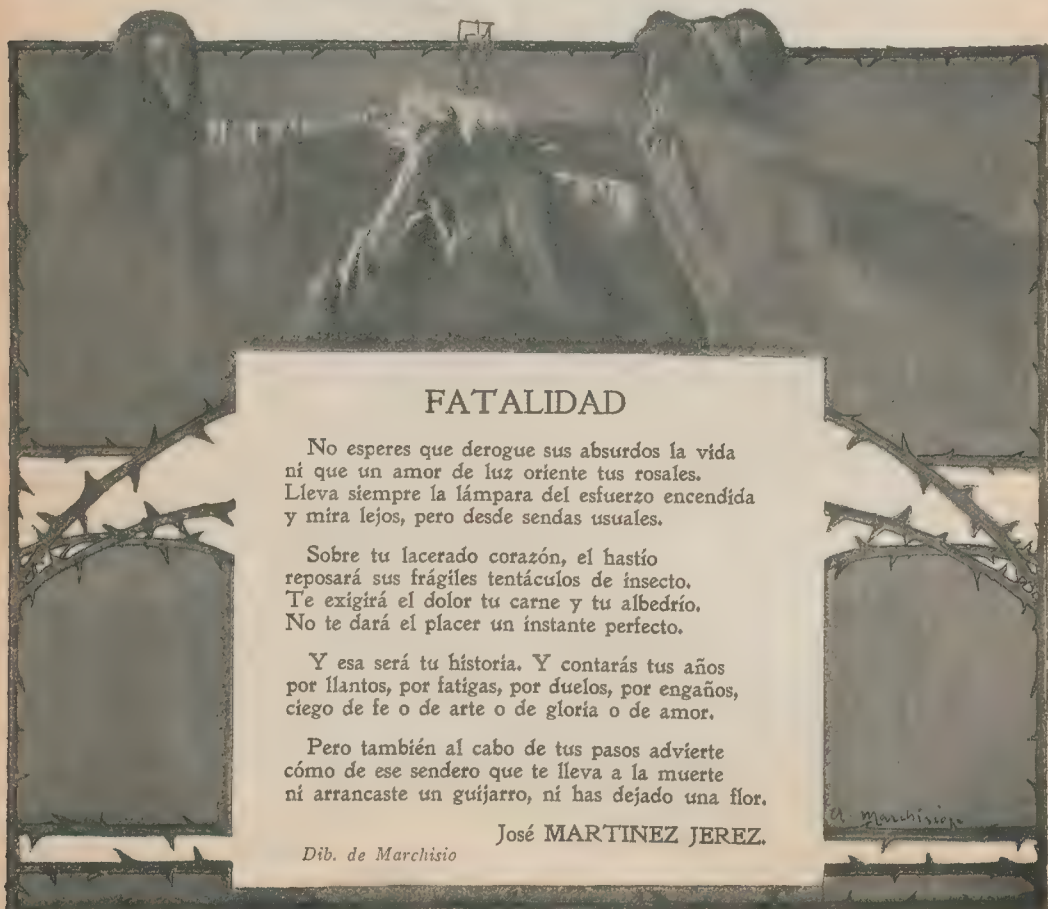 FATALIDAD
No esperes que derogue sus absurdos la vida
ni que un amor de luz oriente tus rosales.
Lleva siempre la lámpara del esfuerzo encendida
y mira lejos, pero desde sendas usuales.
Sobre tu lacerado corazón, el hastío
reposará sus frágiles tentáculos de insecto.
Te exigirá el dolor tu carne y tu albedrío.
No te dará el placer un instante perfecto.
Y esa será tu historia. Y contarás tus años
por llantos, por fatigas, por duelos, por engaños,
ciego de fe o de arte o de gloria o de amor.
Pero también al cabo de tus pasos advierte
cómo de ese sendero que te lleva a la muerte
ni arrancaste un guijarro, ni has dejado una flor.
José MARTINEZ JEREZ.
Dib. de Marchisio
A Marchisio